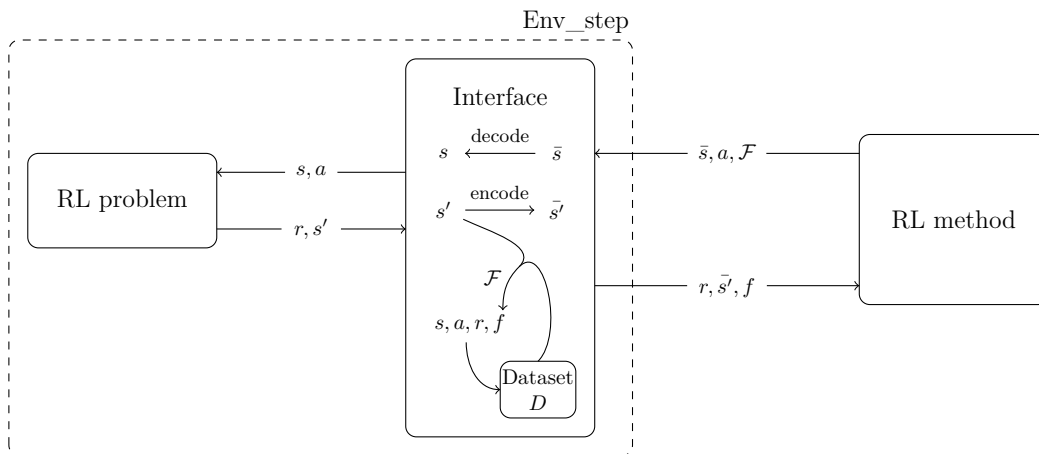 Env_step
Interface
decode
s s̄
s, a
s̄, a, ℱ
RL problem
encode
s′ s̄′
RL method
r, s′
ℱ
r, s̄′, f
s, a, r, f
Dataset
D